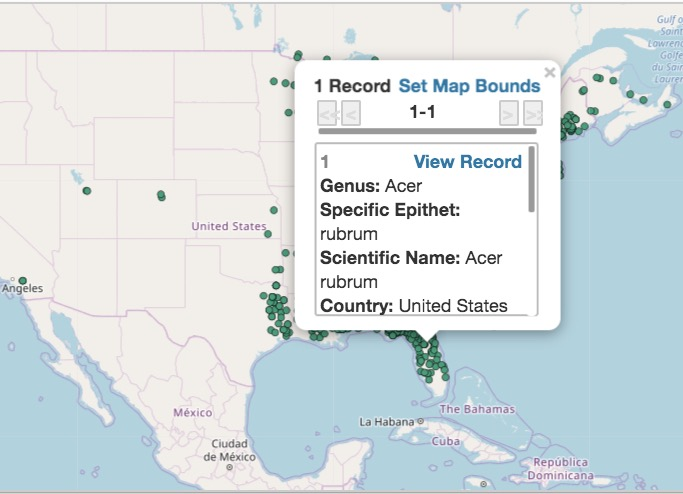 Gulf of
Saint
Lawrence
Golfe
du Sain
Lauren
×
1 Record Set Map Bounds
<< < 1-1 > >>
1 View Record
Genus: Acer
Specific Epithet:
rubrum
Scientific Name: Acer
rubrum
Country: United States
United States
Angeles
México
Ciudad
de México
La Habana
The Bahamas
Cuba
República
Dominicana